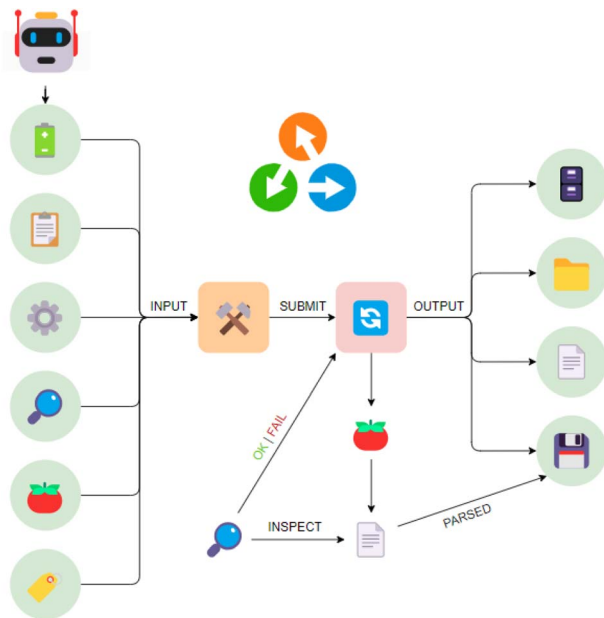 INPUT
SUBMIT
OUTPUT
OK | FAIL
INSPECT
PARSED